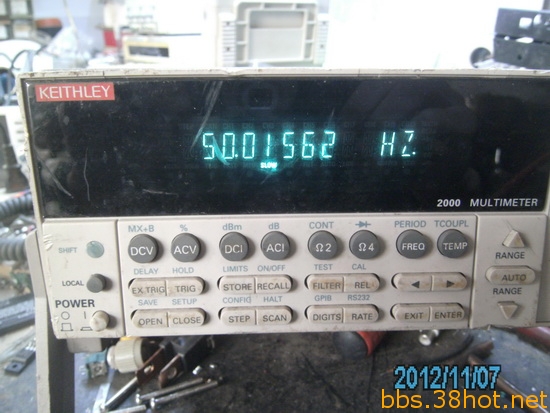 KEITHLEY
50.01562 HZ.
SLOW
2000 MULTIMETER
MX+B % dBm dB CONT PERIOD TCOUPL
SHIFT DCV ACV DCI ACI Ω2 Ω4 FREQ TEMP
RANGE
DELAY HOLD LIMITS ON/OFF TEST CAL
LOCAL EX TRIG TRIG STORE RECALL FILTER REL AUTO
RANGE
POWER SAVE SETUP CONFIG HALT GPIB RS232
OPEN CLOSE STEP SCAN DIGITS RATE EXIT ENTER
2012/11/07
bbs.38hot.net